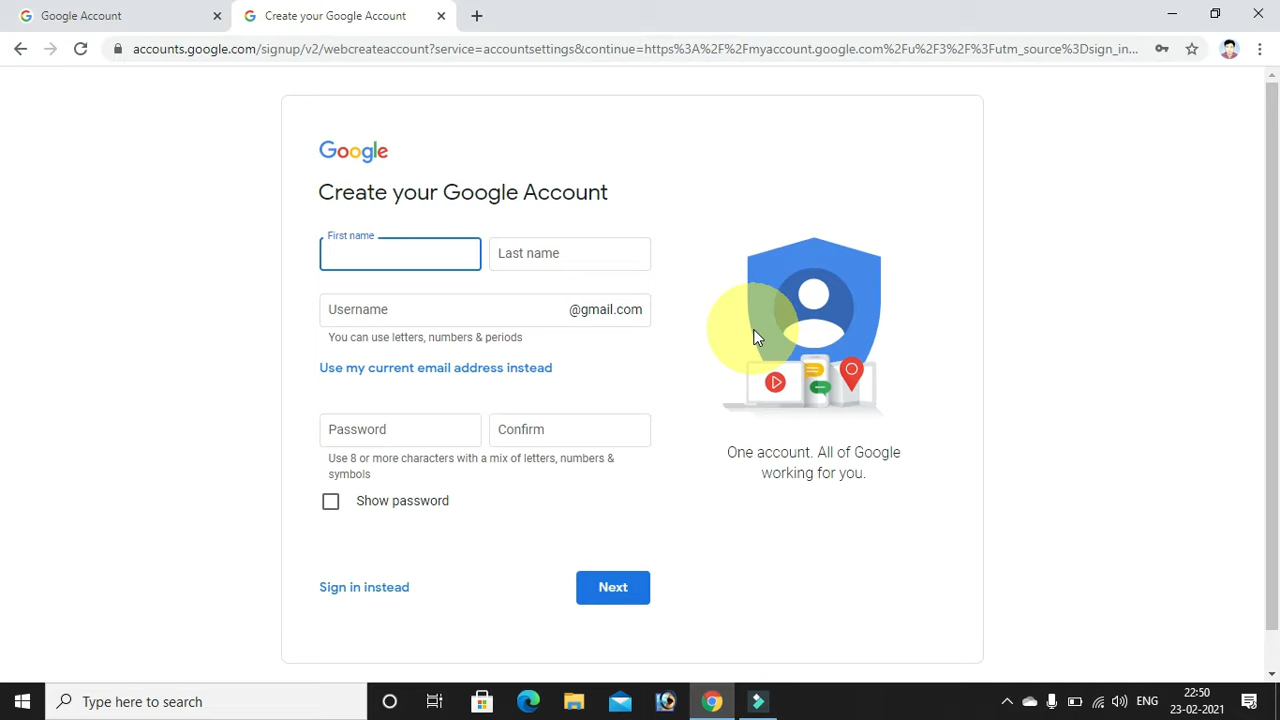 Google Account
Create your Google Account
accounts.google.com/signup/v2/webcreateaccount?service=accountsettings&continue=https%3A%2F%2Fmyaccount.google.com%2Fu%2F3%2F%3Futm_source%3Dsign_in...
Google
Create your Google Account
First name
Last name
Username
@gmail.com
You can use letters, numbers & periods
Use my current email address instead
Password
Confirm
Use 8 or more characters with a mix of letters, numbers &
symbols
Show password
Sign in instead
Next
One account. All of Google
working for you.
Type here to search
ENG
22:50
23-02-2021